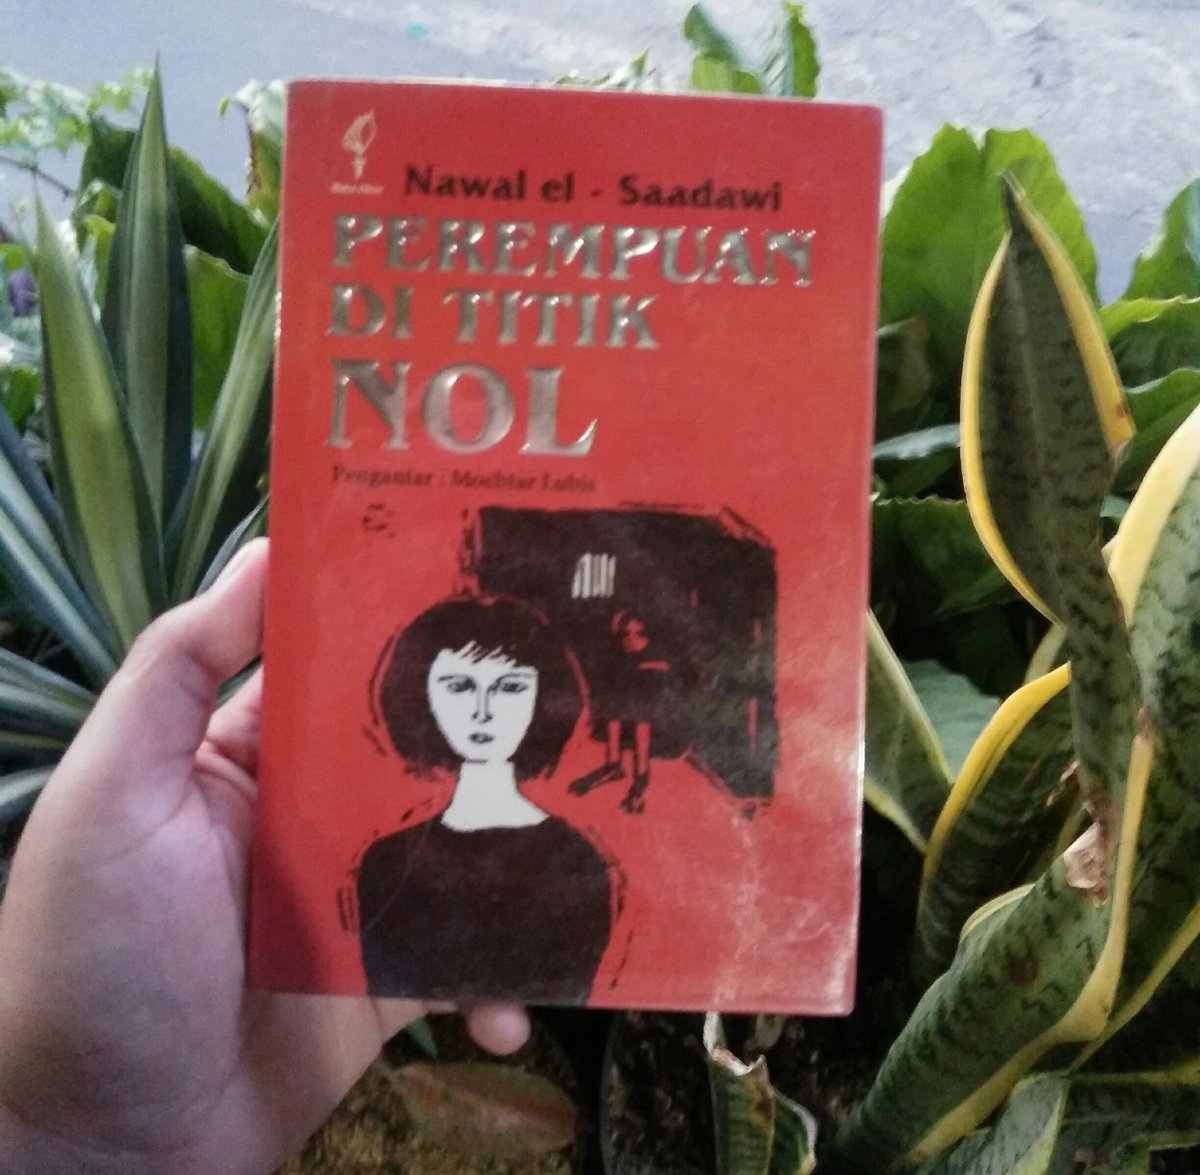 Nawal el - Saadawi
PEREMPUAN
DI TITIK
NOL
Pengantar : Mochtar Lubis